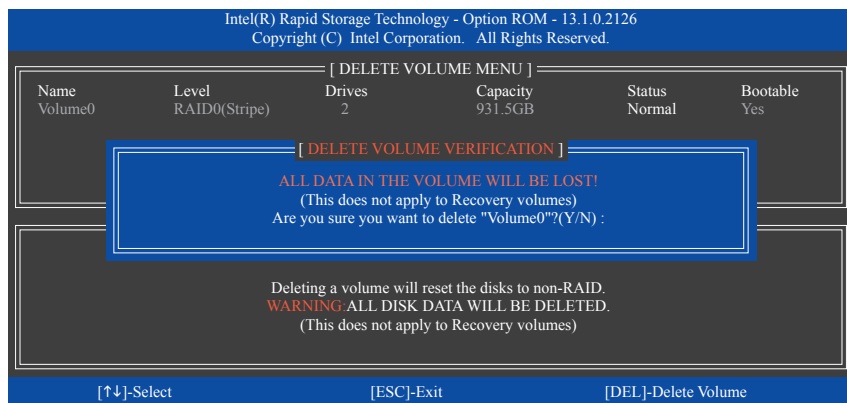 Intel(R) Rapid Storage Technology - Option ROM - 13.1.0.2126
Copyright (C) Intel Corporation. All Rights Reserved.
[ DELETE VOLUME MENU ]
Name Level Drives Capacity Status Bootable
Volume0 RAID0(Stripe) 2 931.5GB Normal Yes
[ DELETE VOLUME VERIFICATION ]
ALL DATA IN THE VOLUME WILL BE LOST!
(This does not apply to Recovery volumes)
Are you sure you want to delete "Volume0"?(Y/N) :
Deleting a volume will reset the disks to non-RAID.
WARNING:ALL DISK DATA WILL BE DELETED.
(This does not apply to Recovery volumes)
[↑↓]-Select [ESC]-Exit [DEL]-Delete Volume